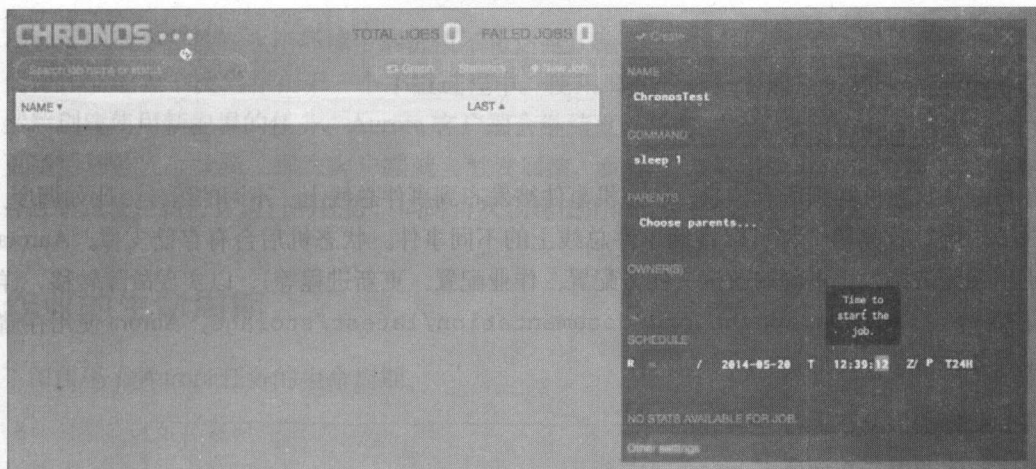 CHRONOS
TOTAL JOBS 0 FAILED JOBS 0
Search job name or status
Graph Statistics + New Job
NAME ▾ LAST ▴
✓ Create X
NAME
ChronosTest
COMMAND
sleep 1
PARENTS
Choose parents...
OWNER(S)
Time to
start the
job.
SCHEDULE
R ∞ / 2014-05-20 T 12:39:12 Z/ P T24H
NO STATS AVAILABLE FOR JOB.
Other settings